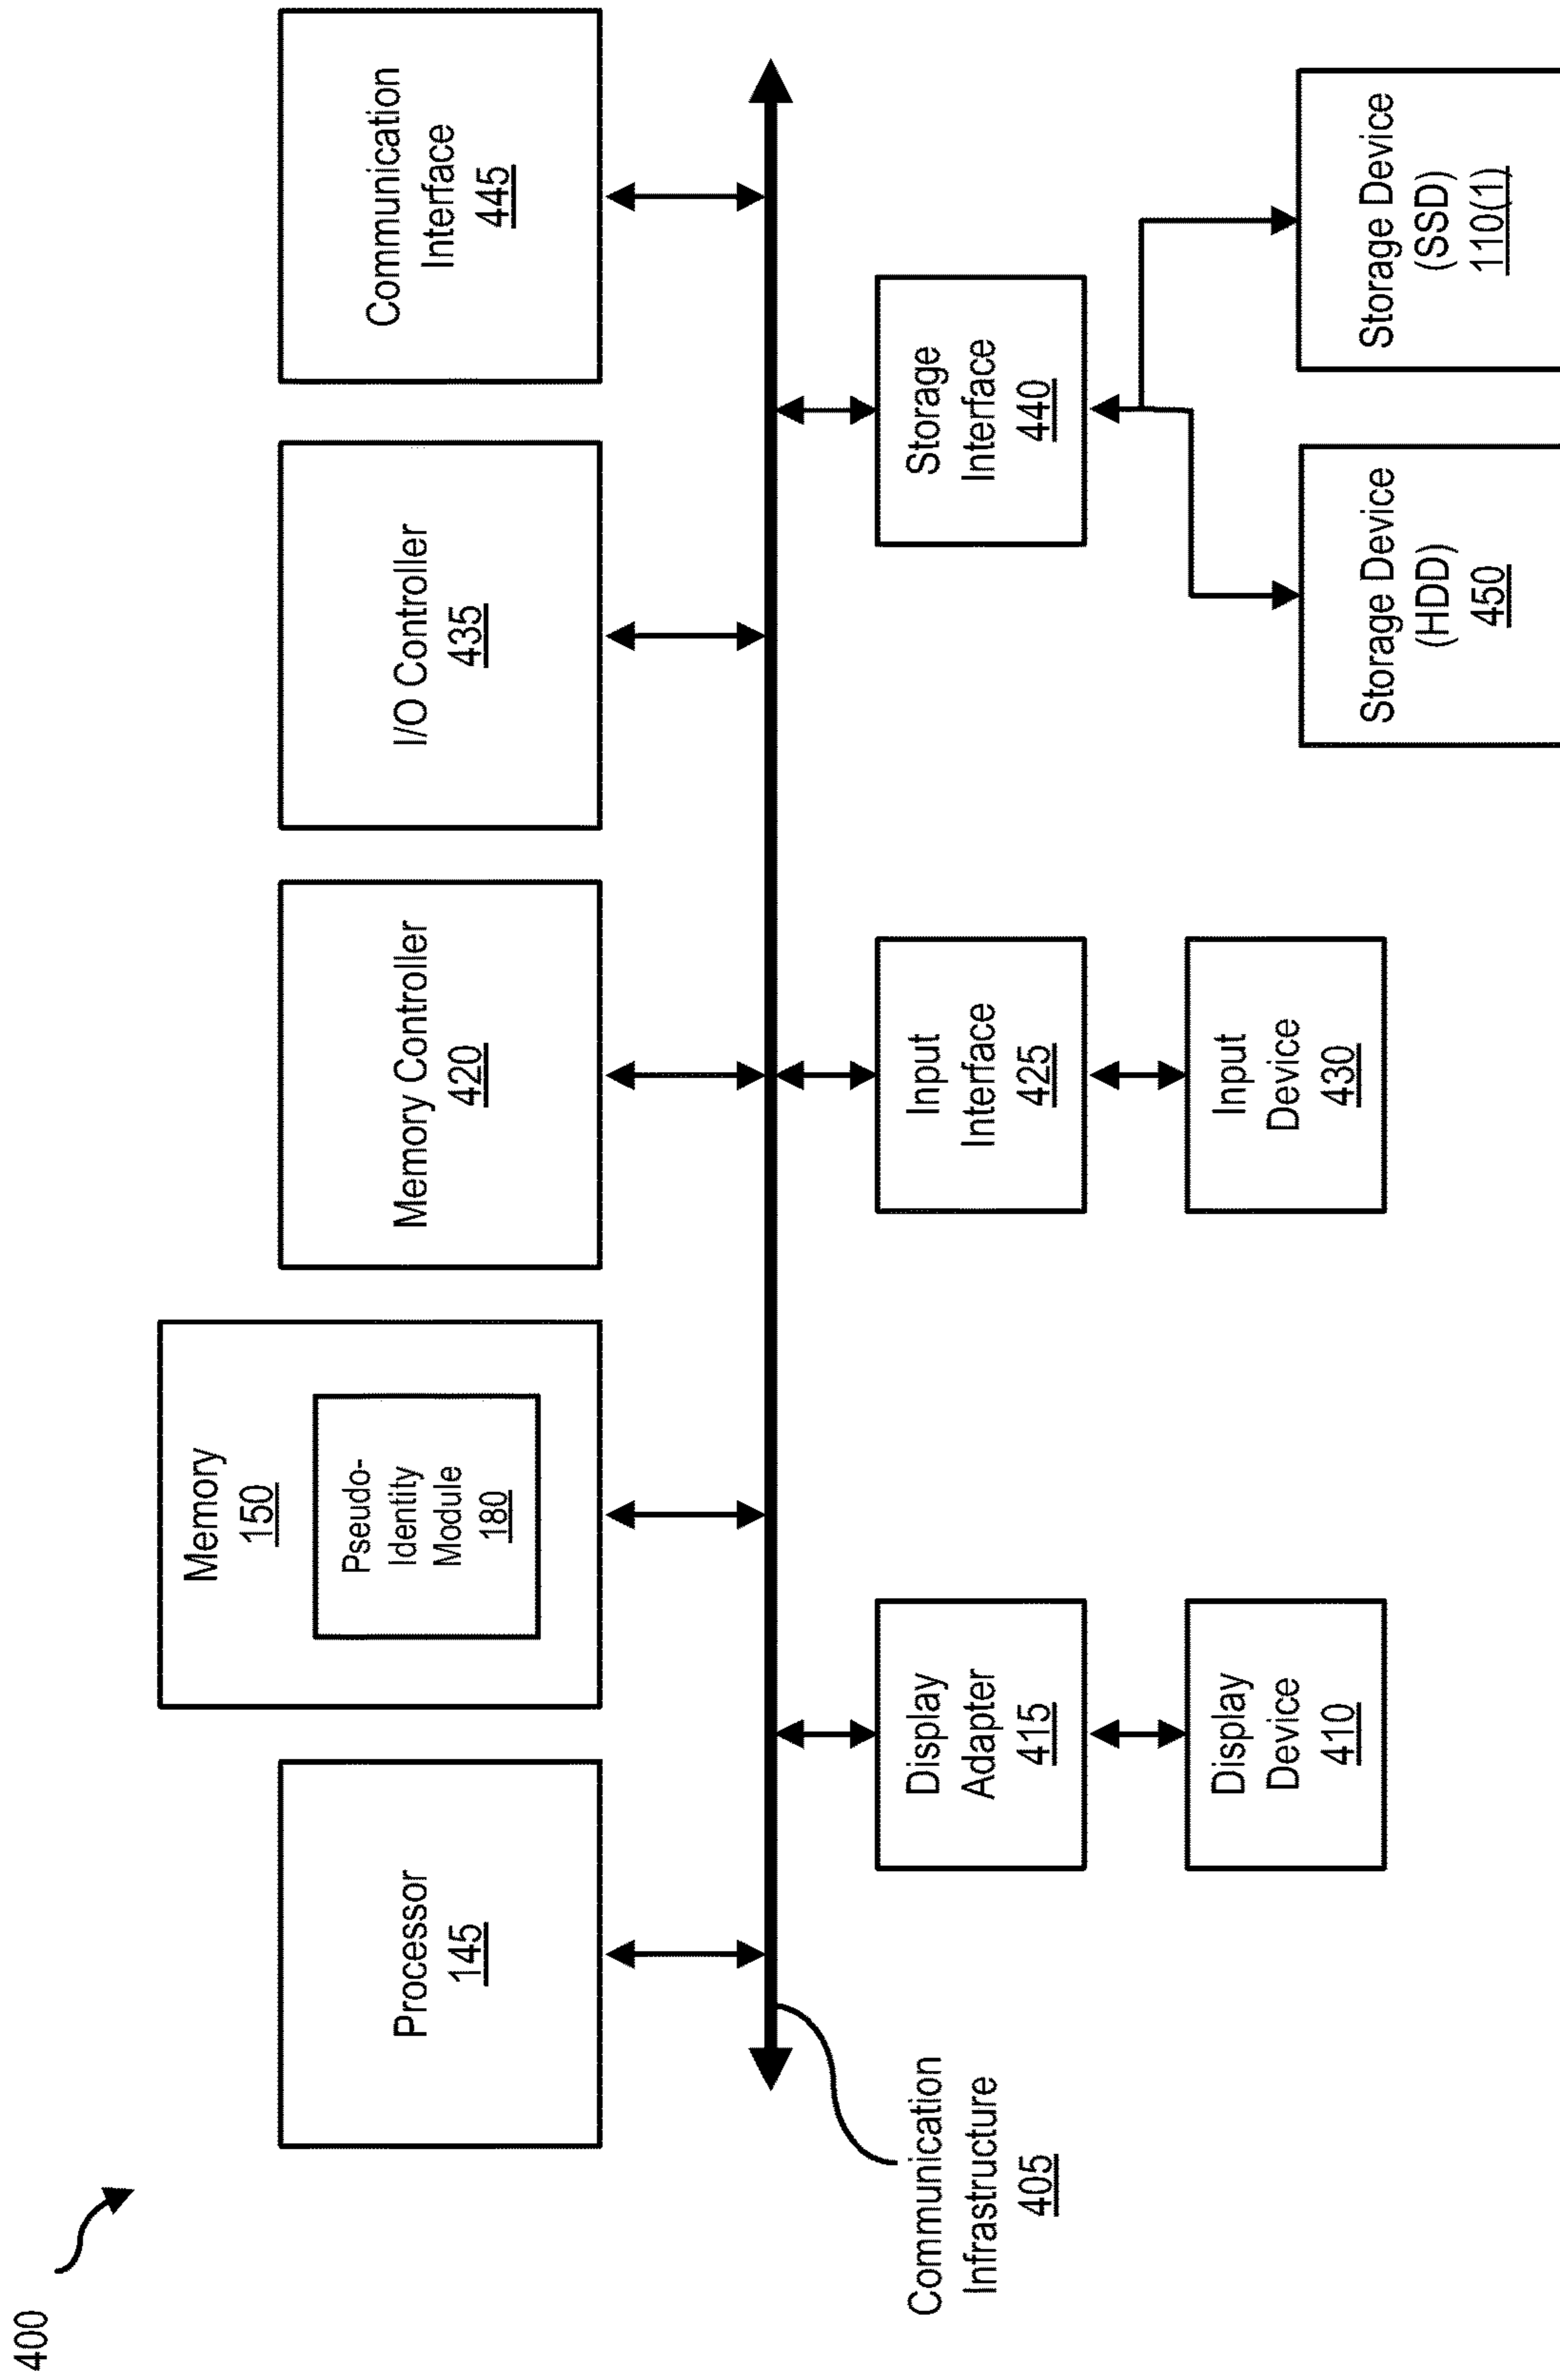 400
Processor
145
Memory
150
Pseudo-
Identity
Module
180
Memory Controller
420
I/O Controller
435
Communication
Interface
445
Communication
Infrastructure
405
Display
Adapter
415
Input
Interface
425
Storage
Interface
440
Display
Device
410
Input
Device
430
Storage Device
(HDD)
450
Storage Device
(SSD)
110(1)